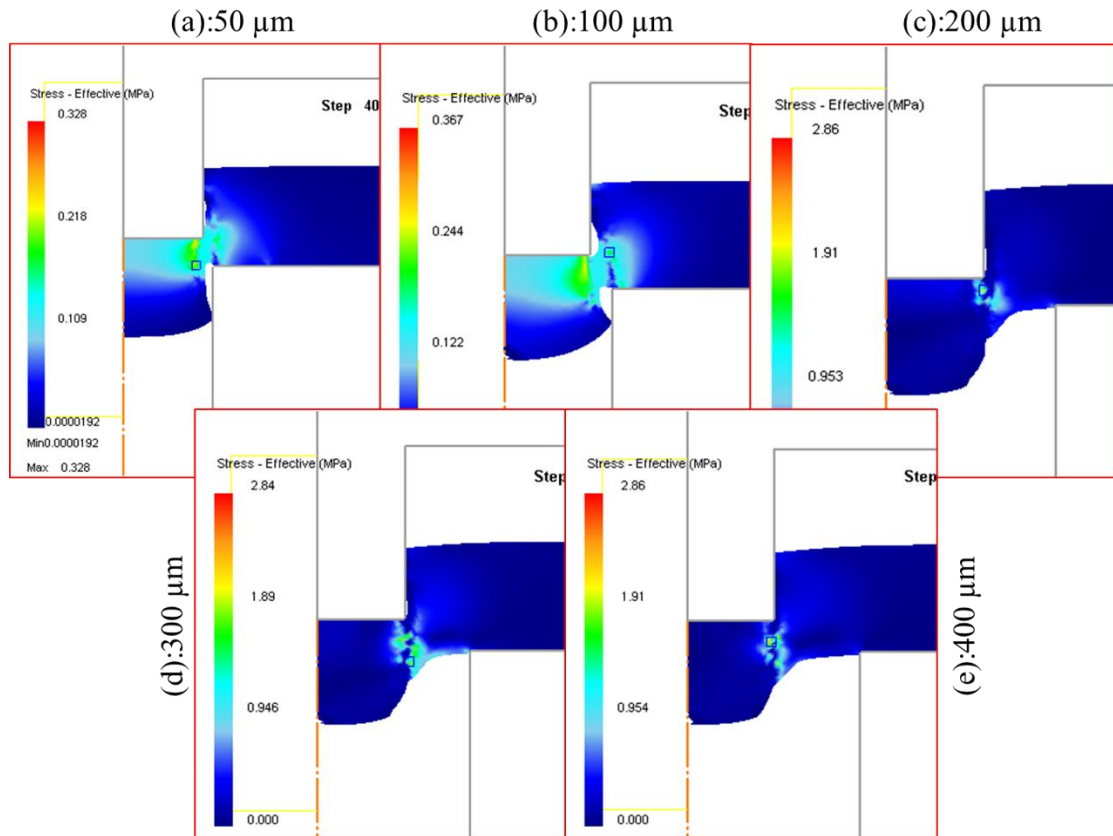 (a):50 µm
(b):100 µm
(c):200 µm
Stress - Effective (MPa)
0.328
Step 40
0.218
0.109
0.0000192
Min0.0000192
Max 0.328
Stress - Effective (MPa)
0.367
Step
0.244
0.122
Stress - Effective (MPa)
2.86
1.91
0.953
(d):300 µm
Stress - Effective (MPa)
2.84
Step
1.89
0.946
0.000
Stress - Effective (MPa)
2.86
Step
1.91
0.954
0.000
(e):400 µm